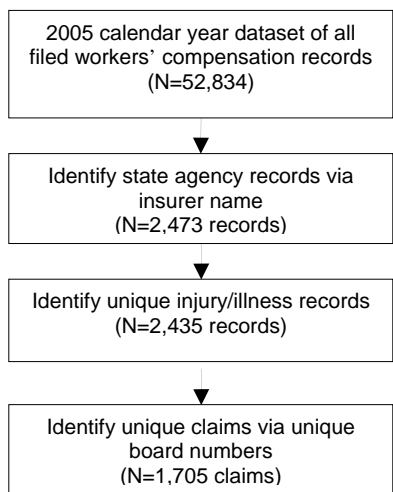 2005 calendar year dataset of all
filed workers’ compensation records
(N=52,834)
Identify state agency records via
insurer name
(N=2,473 records)
Identify unique injury/illness records
(N=2,435 records)
Identify unique claims via unique
board numbers
(N=1,705 claims)